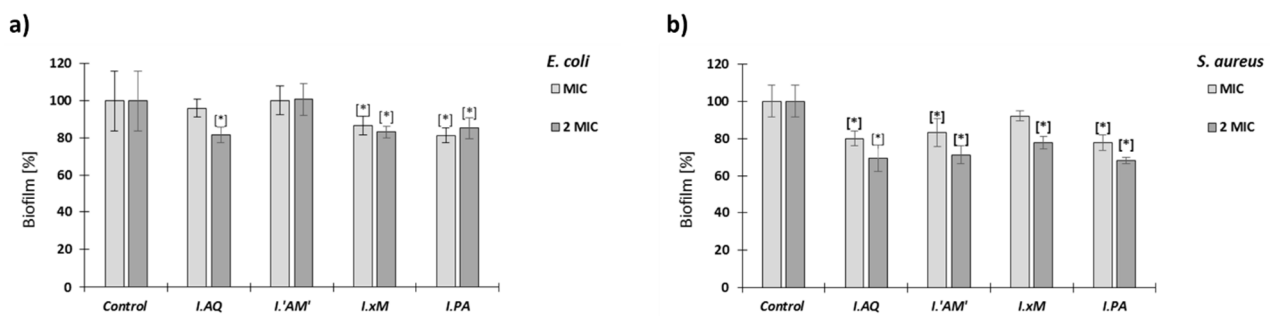 a)
E. coli
MIC
2 MIC
Biofilm [%]
120
100
80
60
40
20
0
[*]
[*]
[*]
[*]
[*]
Control
I.AQ
I.'AM'
I.xM
I.PA
b)
S. aureus
MIC
2 MIC
Biofilm [%]
120
100
80
60
40
20
0
[*]
[*]
[*]
[*]
[*]
[*]
[*]
Control
I.AQ
I.'AM'
I.xM
I.PA